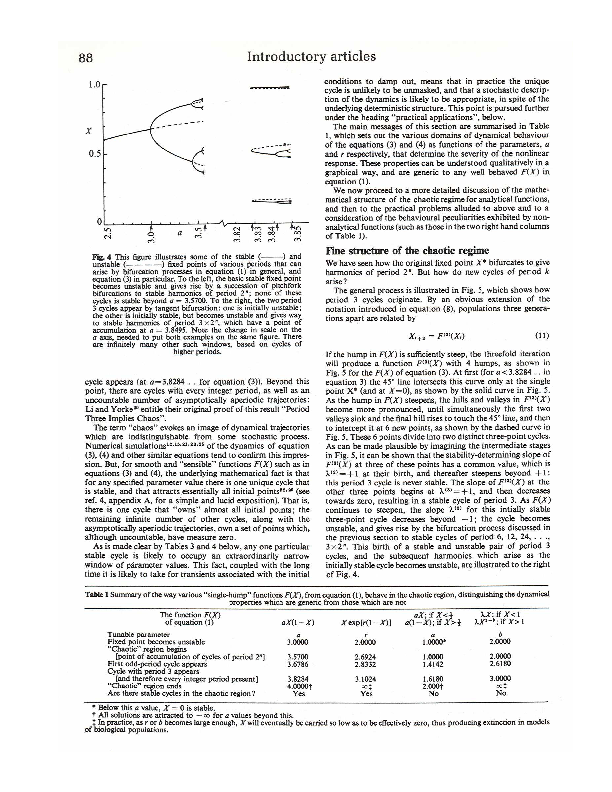 88
Introductory articles
1.0
X
0.5
0
2.5
3.0
a
3.5
3.82
3.83
3.84
3.85
Fig. 4 This figure illustrates some of the stable (———) and
unstable (— — — —) fixed points of various periods that can
arise by bifurcation processes in equation (1) in general, and
equation (3) in particular. To the left, the basic stable fixed point
becomes unstable and gives rise by a succession of pitchfork
bifurcations to stable harmonics of period 2ⁿ; none of these
cycles is stable beyond a = 3.5700. To the right, the two period
3 cycles appear by tangent bifurcation: one is initially unstable;
the other is initially stable, but becomes unstable and gives way
to stable harmonics of period 3×2ⁿ, which have a point of
accumulation at a = 3.8495. Note the change in scale on the
a axis, needed to put both examples on the same figure. There
are infinitely many other such windows, based on cycles of
higher periods.
cycle appears (at a=3.8284 . . for equation (3)). Beyond this
point, there are cycles with every integer period, as well as an
uncountable number of asymptotically aperiodic trajectories:
Li and Yorke²⁰ entitle their original proof of this result "Period
Three Implies Chaos".
The term "chaos" evokes an image of dynamical trajectories
which are indistinguishable from some stochastic process.
Numerical simulations of the dynamics of equation
(3), (4) and other similar equations tend to confirm this impres-
sion. But, for smooth and "sensible" functions F(X) such as in
equations (3) and (4), the underlying mathematical fact is that
for any specified parameter value there is one unique cycle that
is stable, and that attracts essentially all initial points (see
ref. 4, appendix A, for a simple and lucid exposition). That is,
there is one cycle that "owns" almost all initial points; the
remaining infinite number of other cycles, along with the
asymptotically aperiodic trajectories, own a set of points which,
although uncountable, have measure zero.
As is made clear by Tables 3 and 4 below, any one particular
stable cycle is likely to occupy an extraordinarily narrow
window of parameter values. This fact, coupled with the long
time it is likely to take for transients associated with the initial
conditions to damp out, means that in practice the unique
cycle is unlikely to be unmasked, and that a stochastic descrip-
tion of the dynamics is likely to be appropriate, in spite of the
underlying deterministic structure. This point is pursued further
under the heading "practical applications", below.
The main messages of this section are summarised in Table
1, which sets out the various domains of dynamical behaviour
of the equations (3) and (4) as functions of the parameters, a
and r respectively, that determine the severity of the nonlinear
response. These properties can be understood qualitatively in a
graphical way, and are generic to any well behaved F(X) in
equation (1).
We now proceed to a more detailed discussion of the mathe-
matical structure of the chaotic regime for analytical functions,
and then to the practical problems alluded to above and to a
consideration of the behavioural peculiarities exhibited by non-
analytical functions (such as those in the two right hand columns
of Table 1).
Fine structure of the chaotic regime
We have seen how the original fixed point X* bifurcates to give
harmonics of period 2ⁿ. But how do new cycles of period k
arise?
The general process is illustrated in Fig. 5, which shows how
period 3 cycles originate. By an obvious extension of the
notation introduced in equation (8), populations three genera-
tions apart are related by
Xₜ₊₃ = F⁽³⁾(Xₜ) (11)
If the hump in F(X) is sufficiently steep, the threefold iteration
will produce a function F⁽³⁾(X) with 4 humps, as shown in
Fig. 5 for the F(X) of equation (3). At first (for a<3.8284 . . in
equation 3) the 45° line intersects this curve only at the single
point X* (and at X=0), as shown by the solid curve in Fig. 5.
As the hump in F(X) steepens, the hills and valleys in F⁽³⁾(X)
become more pronounced, until simultaneously the first two
valleys sink and the final hill rises to touch the 45° line, and then
to intercept it at 6 new points, as shown by the dashed curve in
Fig. 5. These 6 points divide into two distinct three-point cycles.
As can be made plausible by imagining the intermediate stages
in Fig. 5, it can be shown that the stability-determining slope of
F⁽³⁾(X) at three of these points has a common value, which is
λ⁽³⁾ = +1 at their birth, and thereafter steepens beyond +1:
this period 3 cycle is never stable. The slope of F⁽³⁾(X) at the
other three points begins at λ⁽³⁾=+1, and then decreases
towards zero, resulting in a stable cycle of period 3. As F(X)
continues to steepen, the slope λ⁽³⁾ for this intially stable
three-point cycle decreases beyond −1; the cycle becomes
unstable, and gives rise by the bifurcation process discussed in
the previous section to stable cycles of period 6, 12, 24, . . .,
3×2ⁿ. This birth of a stable and unstable pair of period 3
cycles, and the subsequent harmonics which arise as the
initially stable cycle becomes unstable, are illustrated to the right
of Fig. 4.
Table 1 Summary of the way various "single-hump" functions F(X), from equation (1), behave in the chaotic region, distinguishing the dynamical
properties which are generic from those which are not
The function F(X) aX; if X<½ λX; if X<1
of equation (1) aX(1−X) X exp[r(1−X)] a(1−X); if X>½ λX¹⁻ᵇ; if X>1
Tunable parameter a r a b
Fixed point becomes unstable 3.0000 2.0000 1.0000* 2.0000
"Chaotic" region begins
[point of accumulation of cycles of period 2ⁿ] 3.5700 2.6924 1.0000 2.0000
First odd-period cycle appears 3.6786 2.8332 1.4142 2.6180
Cycle with period 3 appears
[and therefore every integer period present] 3.8284 3.1024 1.6180 3.0000
"Chaotic" region ends 4.0000† ∞‡ 2.000† ∞‡
Are there stable cycles in the chaotic region? Yes Yes No No
* Below this a value, X = 0 is stable.
† All solutions are attracted to −∞ for a values beyond this.
‡ In practice, as r or b becomes large enough, X will eventually be carried so low as to be effectively zero, thus producing extinction in models
of biological populations.